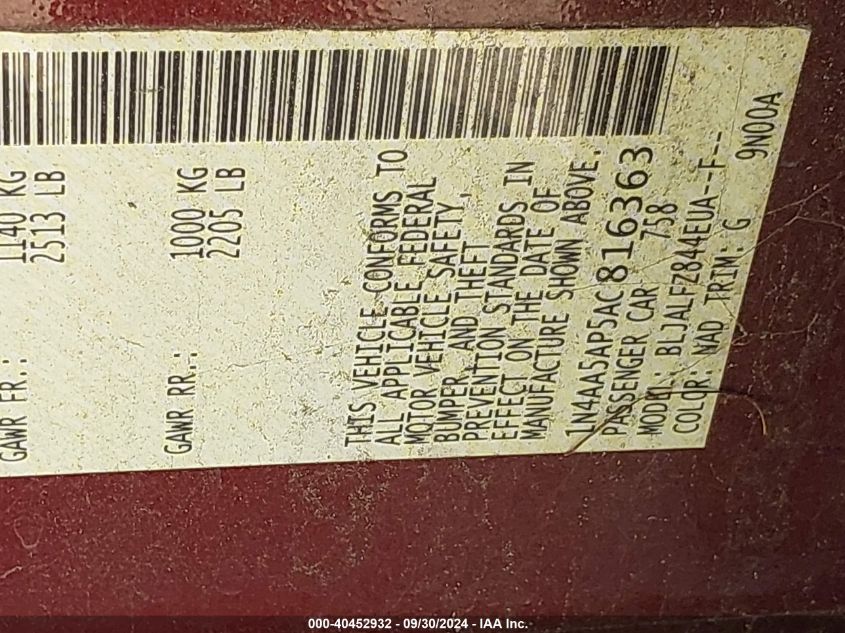 GAWR FR.: 1140 KG
2513 LB
GAWR RR.: 1000 KG
2205 LB
THIS VEHICLE CONFORMS TO
ALL APPLICABLE FEDERAL
MOTOR VEHICLE SAFETY,
BUMPER, AND THEFT
PREVENTION STANDARDS IN
EFFECT ON THE DATE OF
MANUFACTURE SHOWN ABOVE.
1N4AA5AP5AC816363
PASSENGER CAR 758
MODEL: BLJALFZ844EUA--F--
COLOR: NAD TRIM: G 9N00A
000-40452932 - 09/30/2024 - IAA Inc.